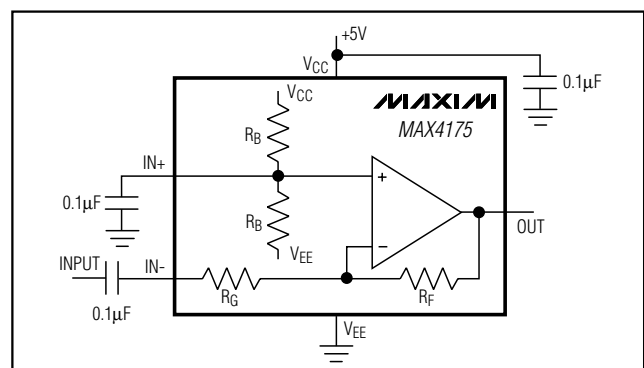 +5V
VCC
0.1µF
VCC
MAXIM
MAX4175
RB
IN+
+
0.1µF
RB
OUT
VEE
−
INPUT
IN-
RG
RF
0.1µF
VEE